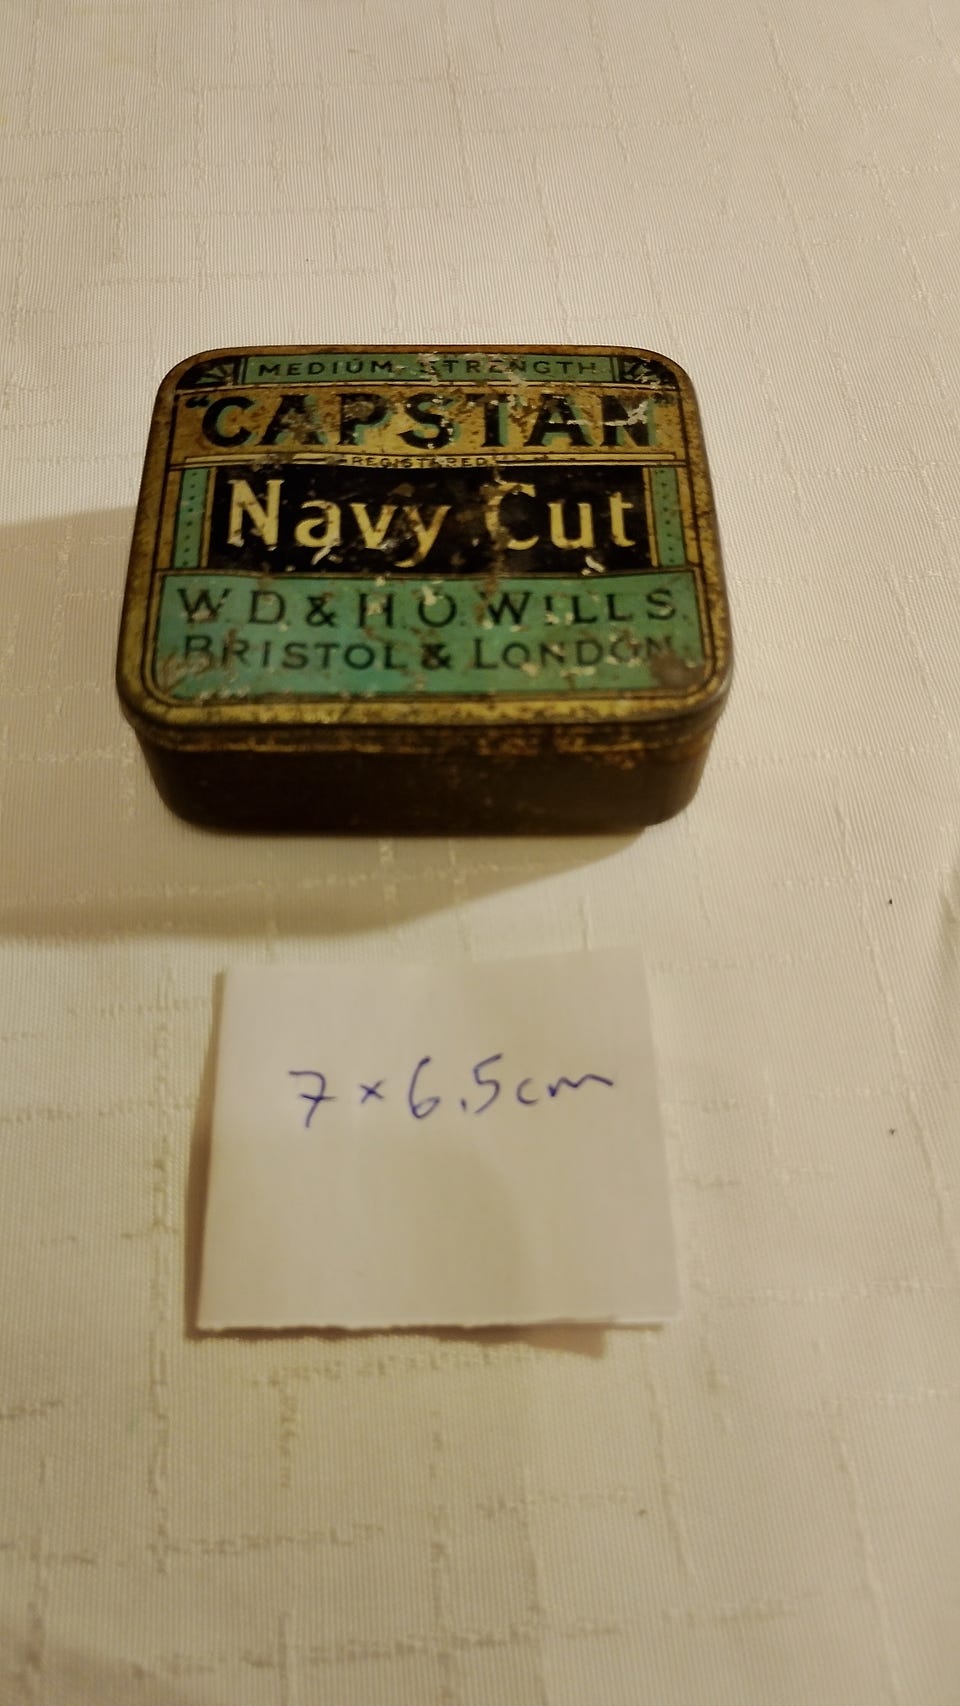 MEDIUM STRENGTH
"CAPSTAN"
REGISTERED
Navy Cut
W.D. & H.O. WILLS.
BRISTOL & LONDON.
7 x 6.5cm